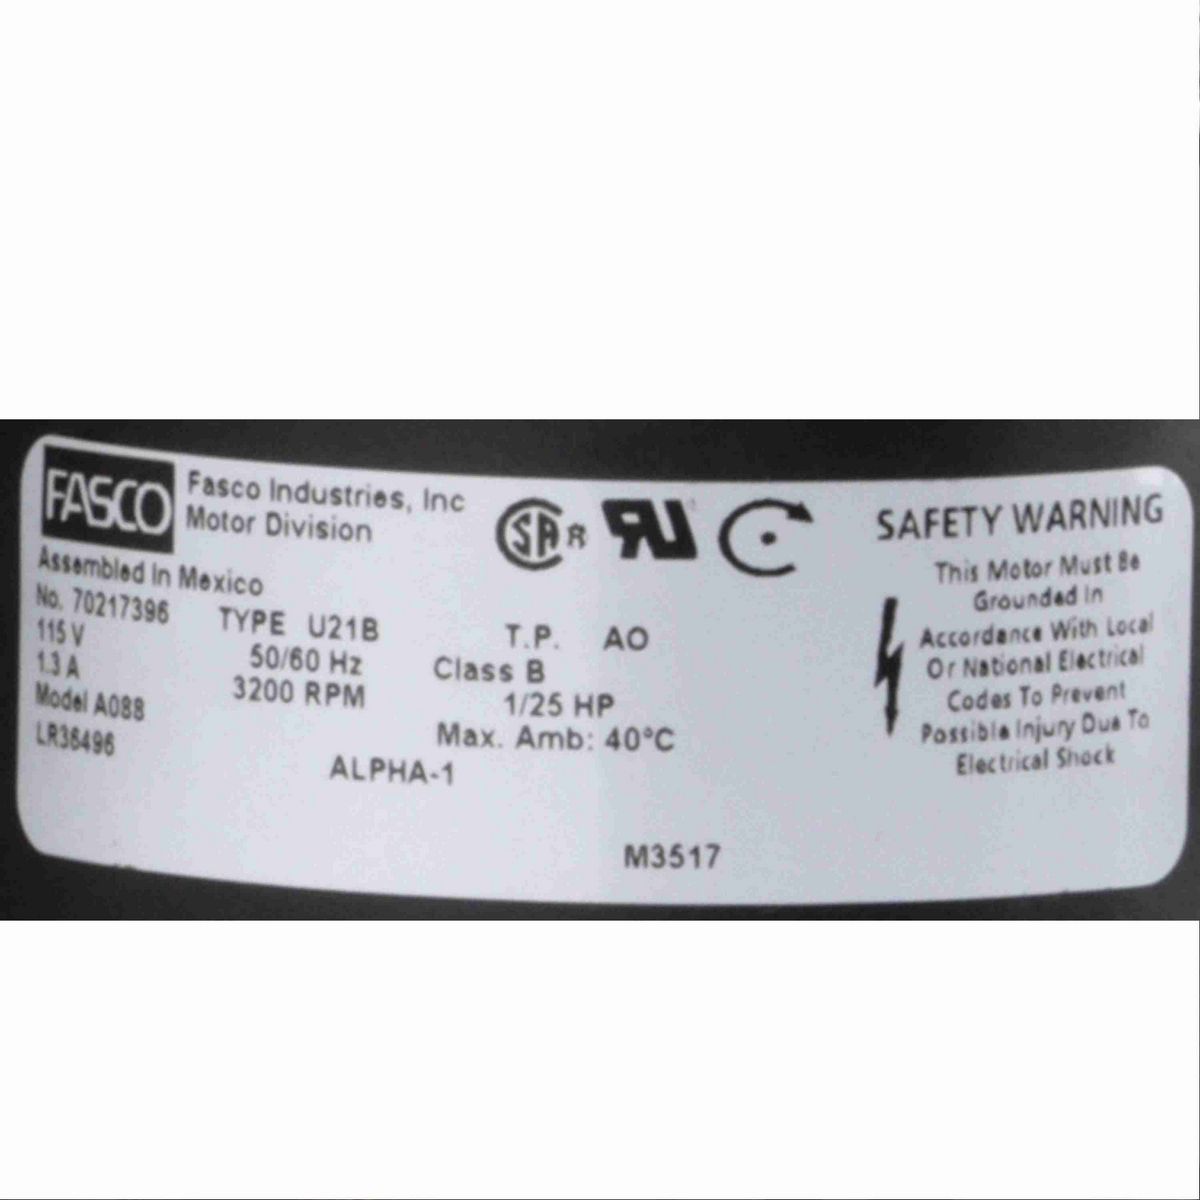 FASCO
Fasco Industries, Inc
Motor Division
Assembled In Mexico
No. 70217396 TYPE U21B T.P. AO
115 V 50/60 Hz Class B
1.3 A 3200 RPM 1/25 HP
Model A088 Max. Amb: 40°C
LR36496 ALPHA-1
M3517
SA R
SAFETY WARNING
This Motor Must Be
Grounded In
Accordance With Local
Or National Electrical
Codes To Prevent
Possible Injury Due To
Electrical Shock